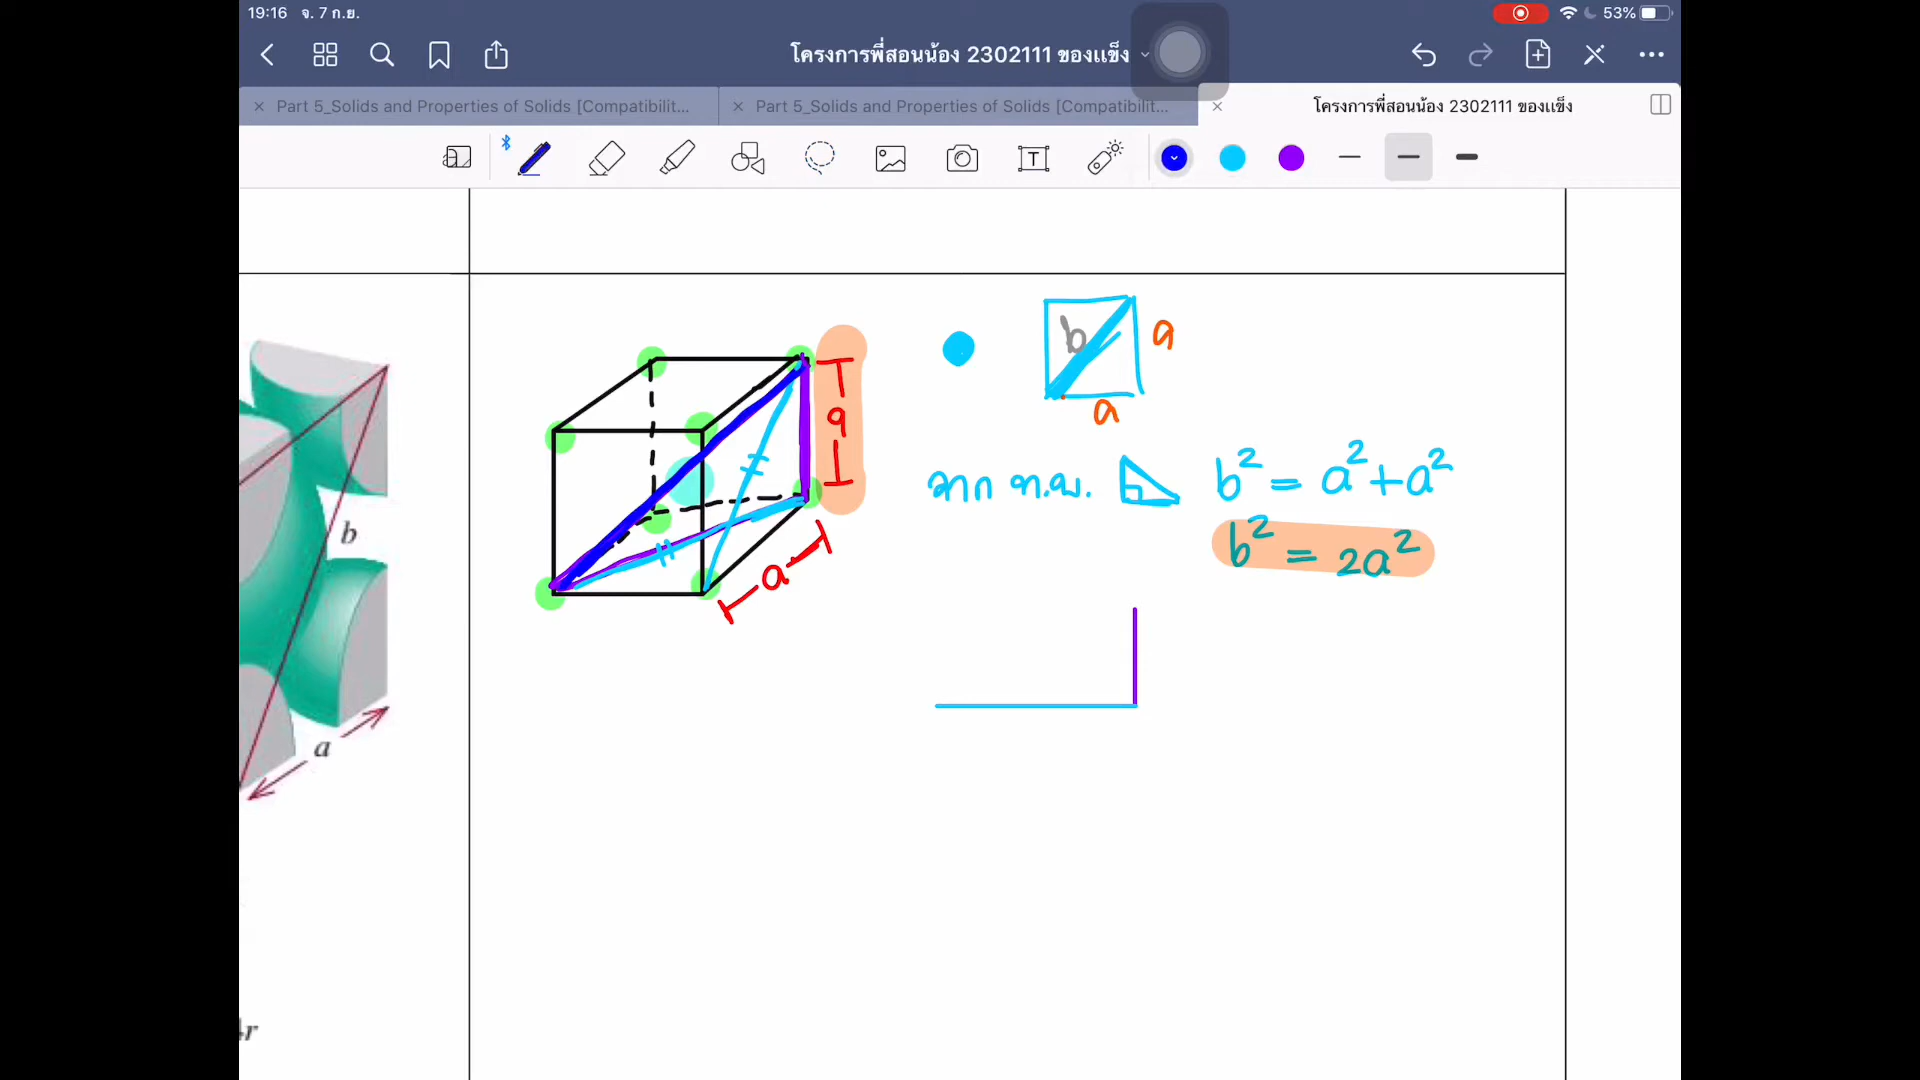 19:16 จ. 7 ก.ย.
53%
โครงการพี่สอนน้อง 2302111 ของแข็ง
Part 5_Solids and Properties of Solids [Compatibilit...
Part 5_Solids and Properties of Solids [Compatibilit...
โครงการพี่สอนน้อง 2302111 ของแข็ง
T
b
a
a
a
a
จาก ท.พ.
b² = a² + a²
b² = 2a²
b
a
r